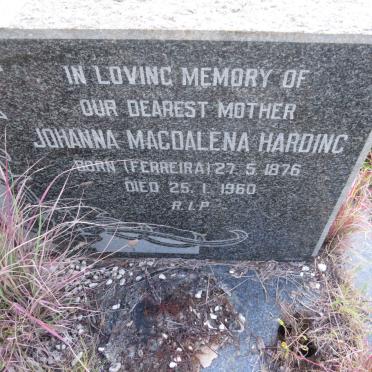 IN LOVING MEMORY OF
OUR DEAREST MOTHER
JOHANNA MAGDALENA HARDING
BORN (FERREIRA) 27. 5. 1876
DIED 25. 1. 1960
R.I.P.